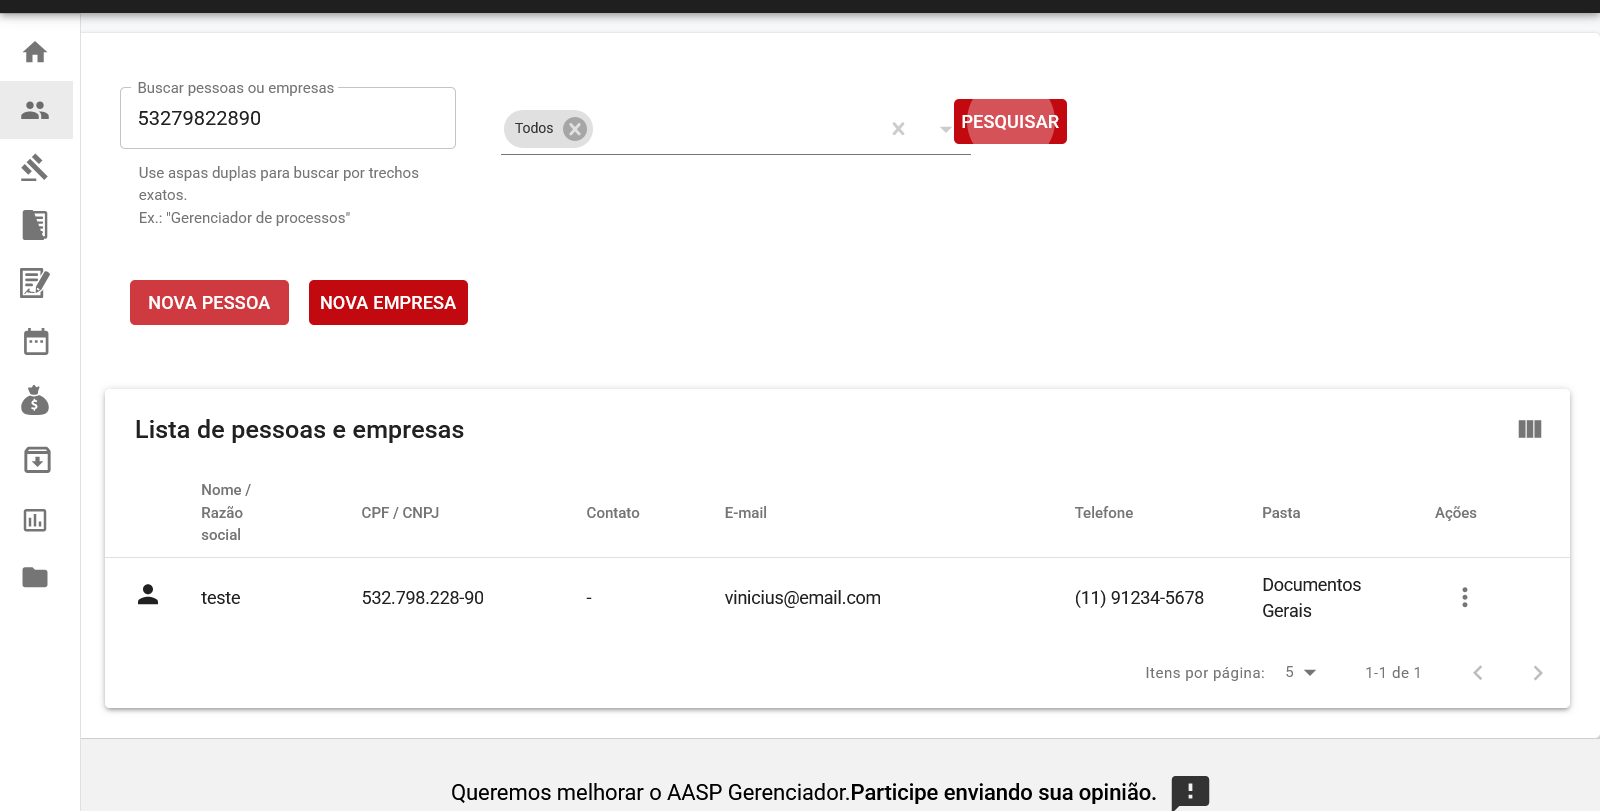 Buscar pessoas ou empresas
53279822890
Todos
PESQUISAR
Use aspas duplas para buscar por trechos
exatos.
Ex.: "Gerenciador de processos"
NOVA PESSOA
NOVA EMPRESA
Lista de pessoas e empresas
Nome /
Razão
social
CPF / CNPJ
Contato
E-mail
Telefone
Pasta
Ações
teste
532.798.228-90
-
vinicius@email.com
(11) 91234-5678
Documentos
Gerais
Itens por página:
5
1-1 de 1
Queremos melhorar o AASP Gerenciador.Participe enviando sua opinião.